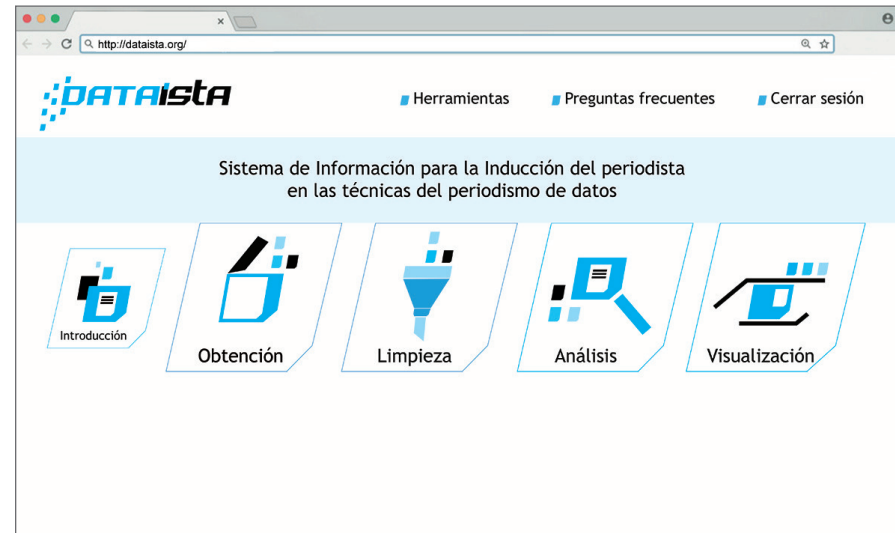 http://dataista.org/
DATAista
Herramientas
Preguntas frecuentes
Cerrar sesión
Sistema de Información para la Inducción del periodista
en las técnicas del periodismo de datos
Introducción
Obtención
Limpieza
Análisis
Visualización